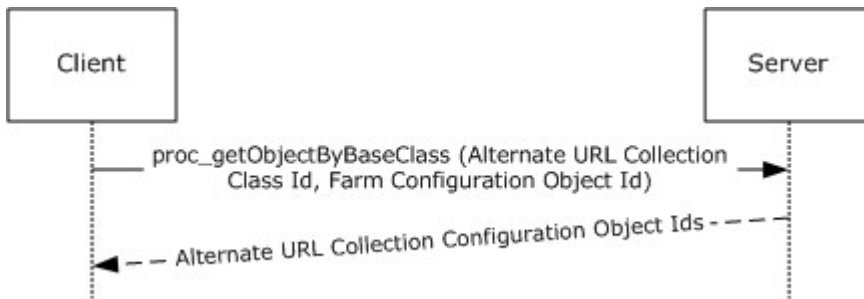 Client
Server
proc_getObjectByBaseClass (Alternate URL Collection
Class Id, Farm Configuration Object Id)
Alternate URL Collection Configuration Object Ids